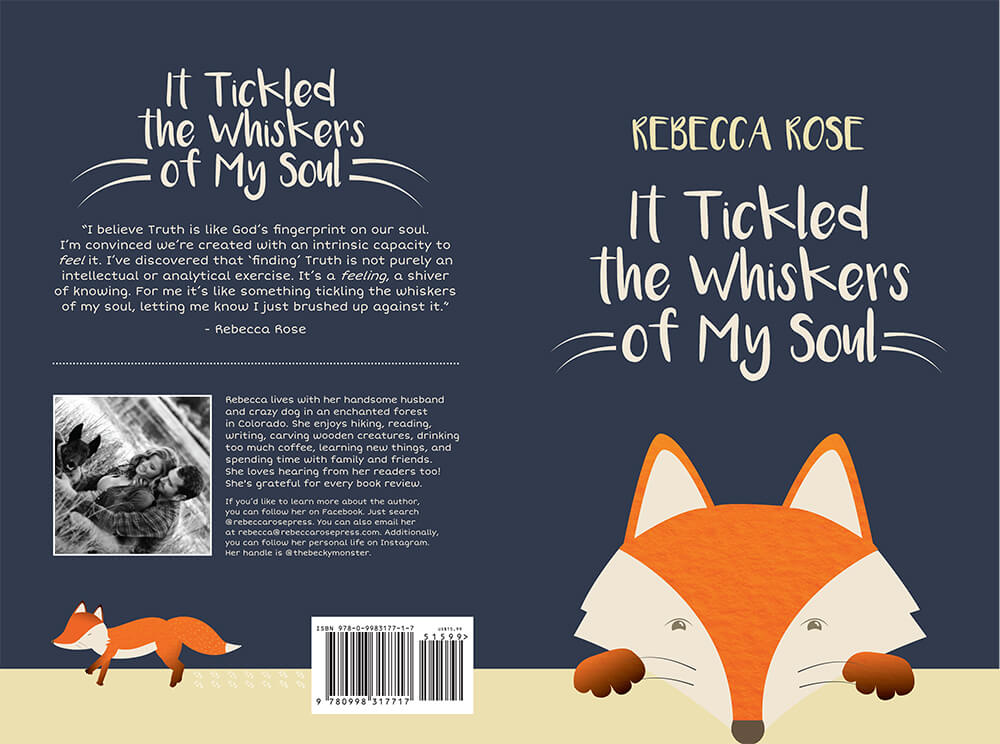 It Tickled
the Whiskers
of My Soul
“I believe Truth is like God’s fingerprint on our soul.
I’m convinced we’re created with an intrinsic capacity to
feel it. I’ve discovered that ‘finding’ Truth is not purely an
intellectual or analytical exercise. It’s a feeling, a shiver
of knowing. For me it’s like something tickling the whiskers
of my soul, letting me know I just brushed up against it.”
- Rebecca Rose
Rebecca lives with her handsome husband
and crazy dog in an enchanted forest
in Colorado. She enjoys hiking, reading,
writing, carving wooden creatures, drinking
too much coffee, learning new things, and
spending time with family and friends.
She loves hearing from her readers too!
She's grateful for every book review.
If you’d like to learn more about the author,
you can follow her on Facebook. Just search
@rebeccarosepress. You can also email her
at rebecca@rebeccarosepress.com. Additionally,
you can follow her personal life on Instagram.
Her handle is @thebeckymonster.
ISBN 978-0-9983177-1-7
US$15.99
51599>
9 780998 317717
REBECCA ROSE
It Tickled
the Whiskers
of My Soul